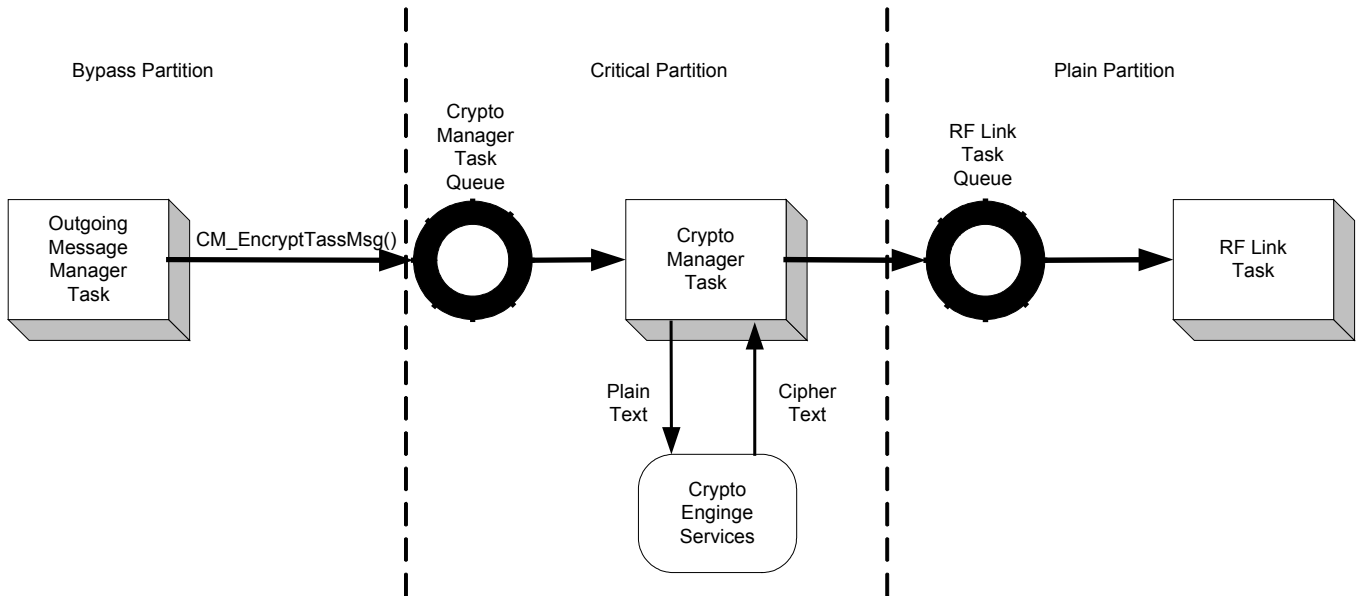 Bypass Partition
Critical Partition
Plain Partition
Crypto
Manager
Task
Queue
RF Link
Task
Queue
Outgoing
Message
Manager
Task
CM_EncryptTassMsg()
Crypto
Manager
Task
RF Link
Task
Plain
Text
Cipher
Text
Crypto
Enginge
Services